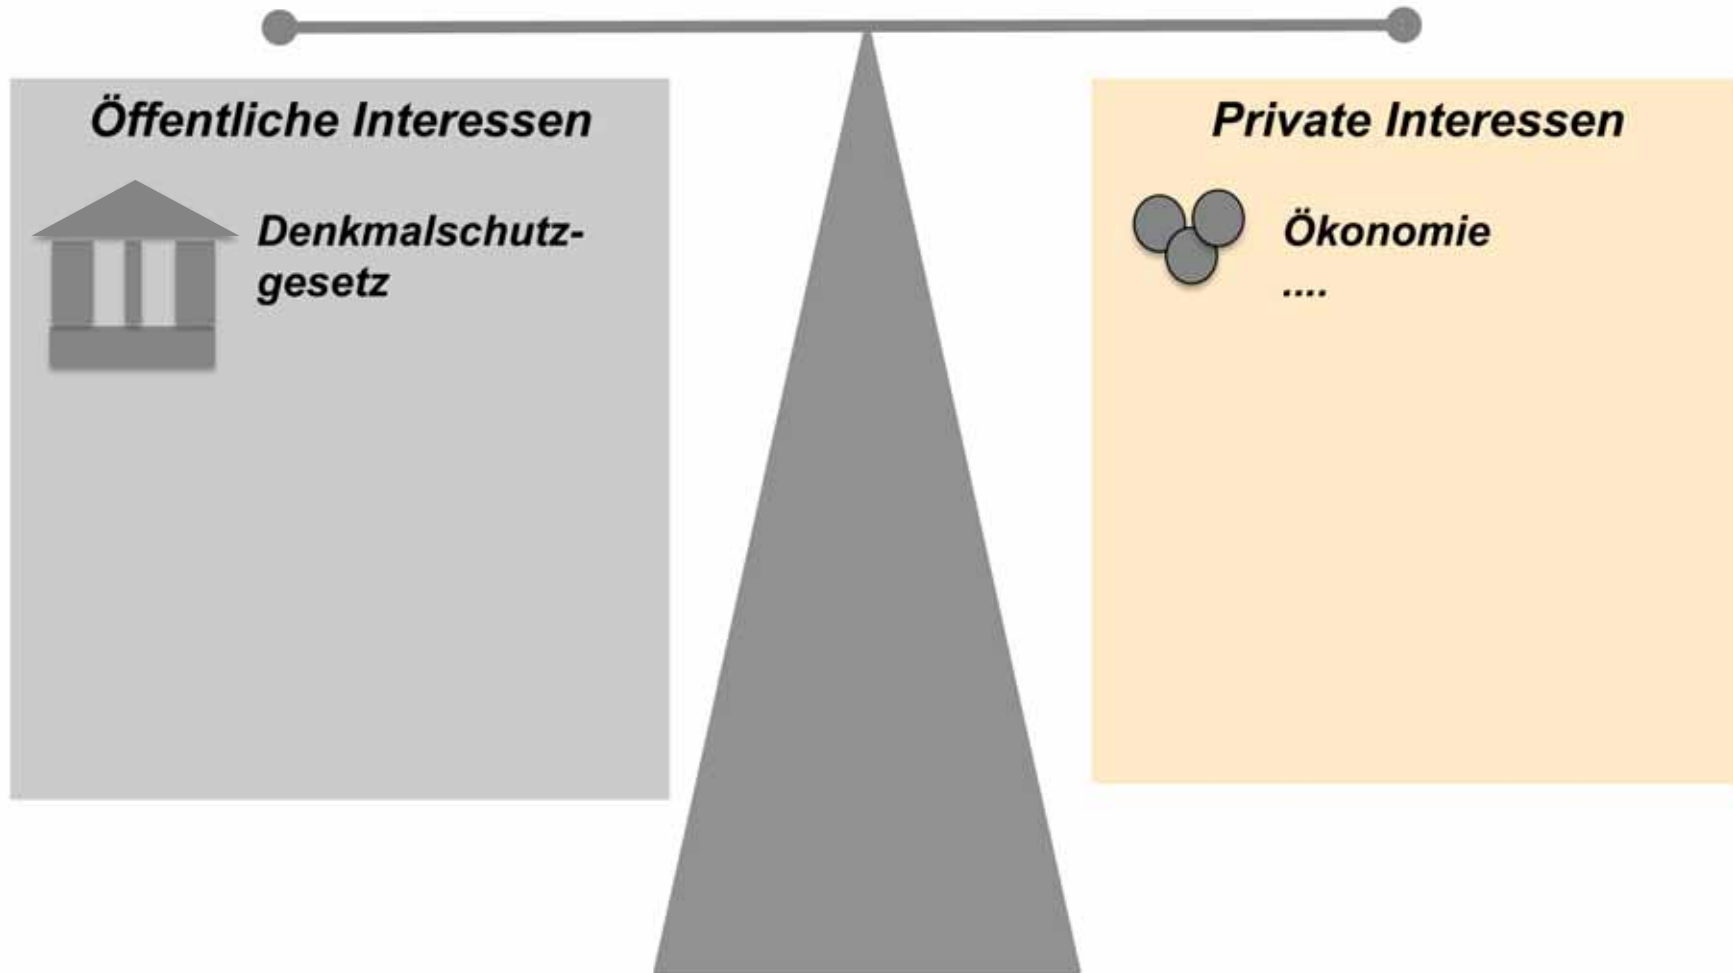 Öffentliche Interessen
Denkmalschutz-
gesetz
Private Interessen
Ökonomie
....